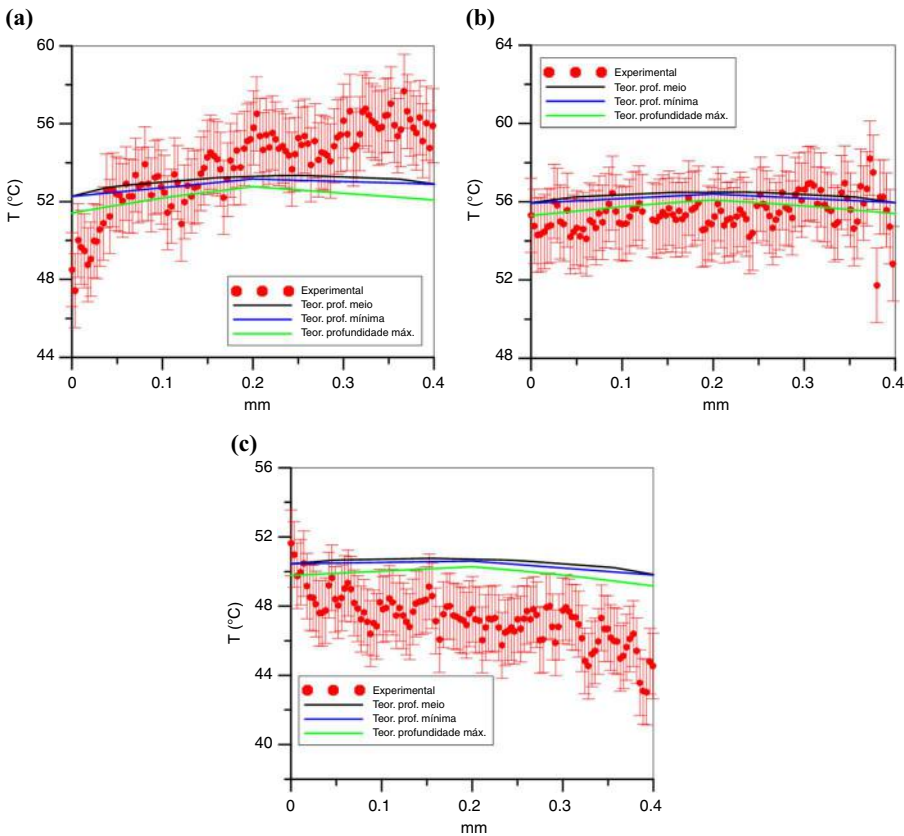 (a)
60
56
52
48
44
T (°C)
Experimental
Teor. prof. meio
Teor. prof. mínima
Teor. profundidade máx.
0
0.1
0.2
0.3
0.4
mm
(b)
64
60
56
52
48
T (°C)
Experimental
Teor. prof. meio
Teor. prof. mínima
Teor. profundidade máx.
0
0.1
0.2
0.3
0.4
mm
(c)
56
52
48
44
40
T (°C)
Experimental
Teor. prof. meio
Teor. prof. mínima
Teor. profundidade máx.
0
0.1
0.2
0.3
0.4
mm